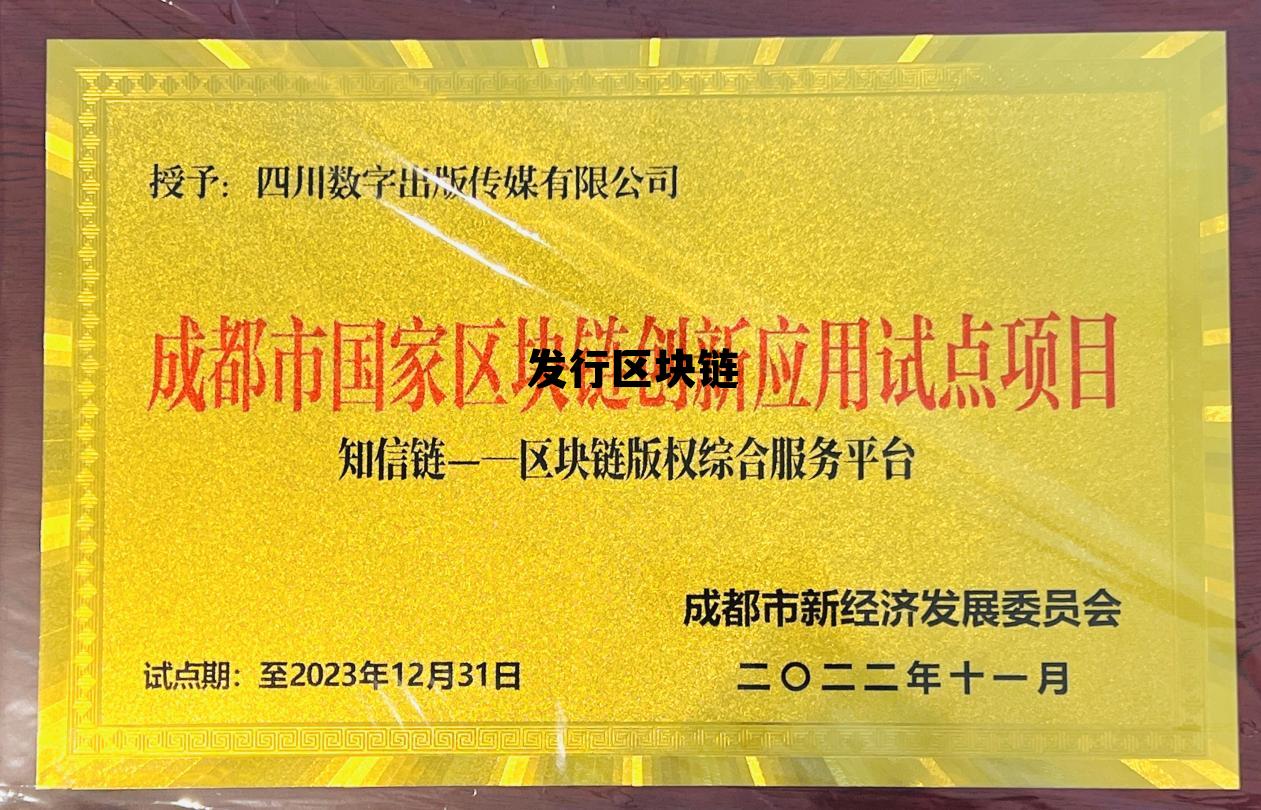 授予：四川数字出版传媒有限公司
成都市国家区块链创新应用试点项目
发行区块链
知信链——区块链版权综合服务平台
成都市新经济发展委员会
试点期：至2023年12月31日
二〇二二年十一月